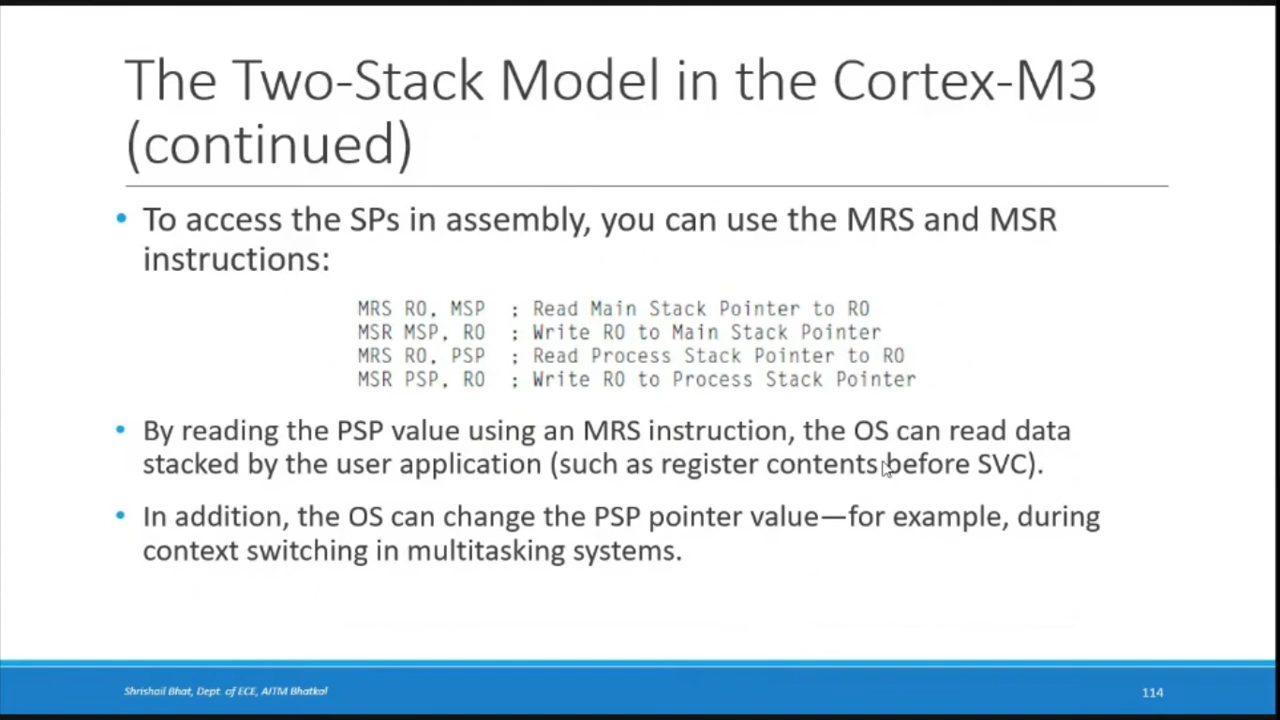 The Two-Stack Model in the Cortex-M3
(continued)
• To access the SPs in assembly, you can use the MRS and MSR
instructions:
MRS R0, MSP ; Read Main Stack Pointer to R0
MSR MSP, R0 ; Write R0 to Main Stack Pointer
MRS R0, PSP ; Read Process Stack Pointer to R0
MSR PSP, R0 ; Write R0 to Process Stack Pointer
• By reading the PSP value using an MRS instruction, the OS can read data
stacked by the user application (such as register contents before SVC).
• In addition, the OS can change the PSP pointer value—for example, during
context switching in multitasking systems.
Shrishail Bhat, Dept. of ECE, AITM Bhatkal
114